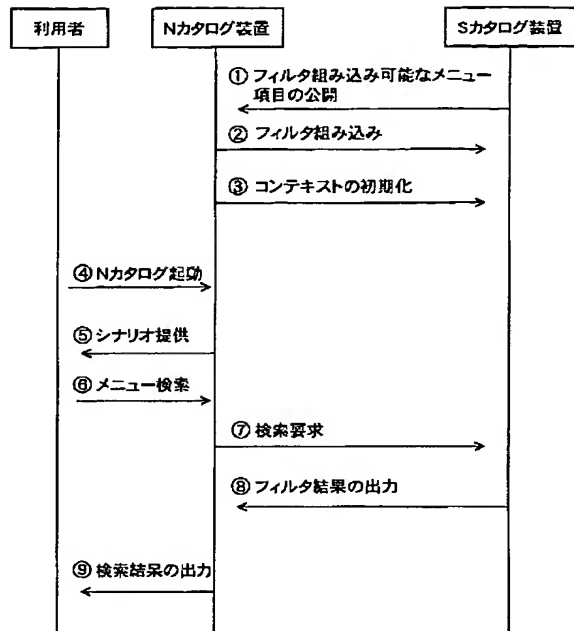 利用者
Nカタログ装置
Sカタログ装置
①フィルタ組み込み可能なメニュー
項目の公開
②フィルタ組み込み
③コンテキストの初期化
④Nカタログ起動
⑤シナリオ提供
⑥メニュー検索
⑦検索要求
⑧フィルタ結果の出力
⑨検索結果の出力